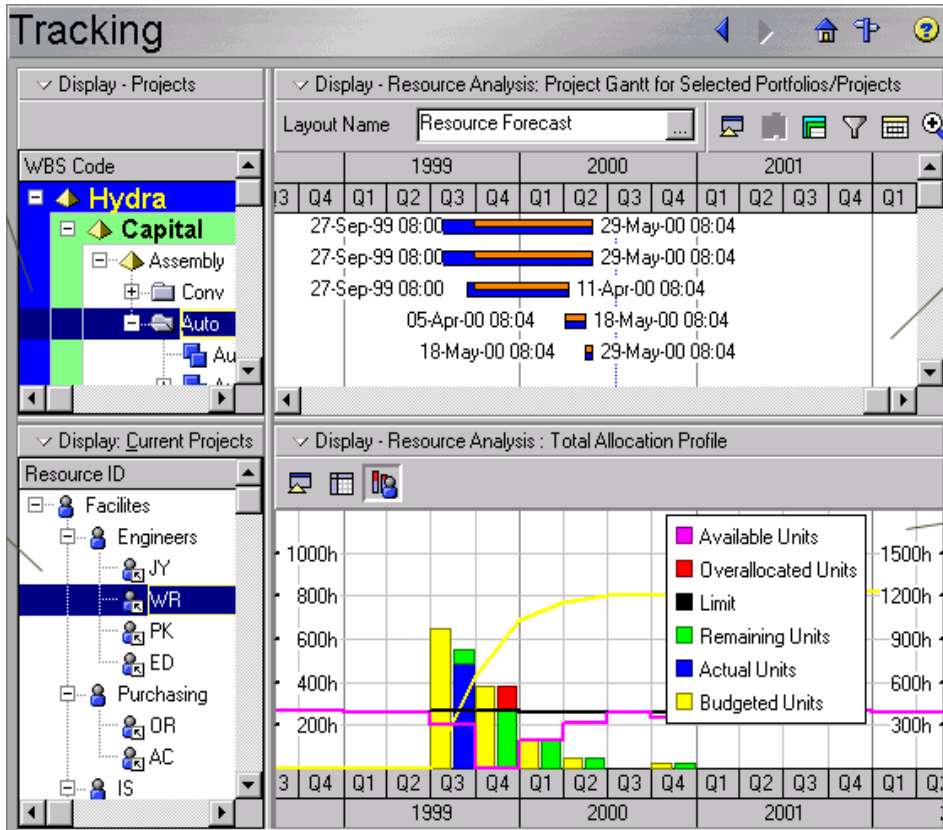 Tracking
Display - Projects
Display - Resource Analysis: Project Gantt for Selected Portfolios/Projects
Layout Name Resource Forecast ...
WBS Code
1999 2000 2001
Q4 Q1 Q2 Q3 Q4 Q1 Q2 Q3 Q4 Q1 Q2 Q3 Q4 Q1
Hydra
Capital
Assembly
Conv
Auto
Au
27-Sep-99 08:00 29-May-00 08:04
27-Sep-99 08:00 29-May-00 08:04
27-Sep-99 08:00 11-Apr-00 08:04
05-Apr-00 08:04 18-May-00 08:04
18-May-00 08:04 29-May-00 08:04
Display: Current Projects
Display - Resource Analysis : Total Allocation Profile
Resource ID
Facilites
Engineers
JY
WR
PK
ED
Purchasing
OR
AC
IS
1000h
800h
600h
400h
200h
Available Units
Overallocated Units
Limit
Remaining Units
Actual Units
Budgeted Units
1500h
1200h
900h
600h
300h
3 Q4 Q1 Q2 Q3 Q4 Q1 Q2 Q3 Q4 Q1 Q2 Q3 Q4 Q1
1999 2000 2001